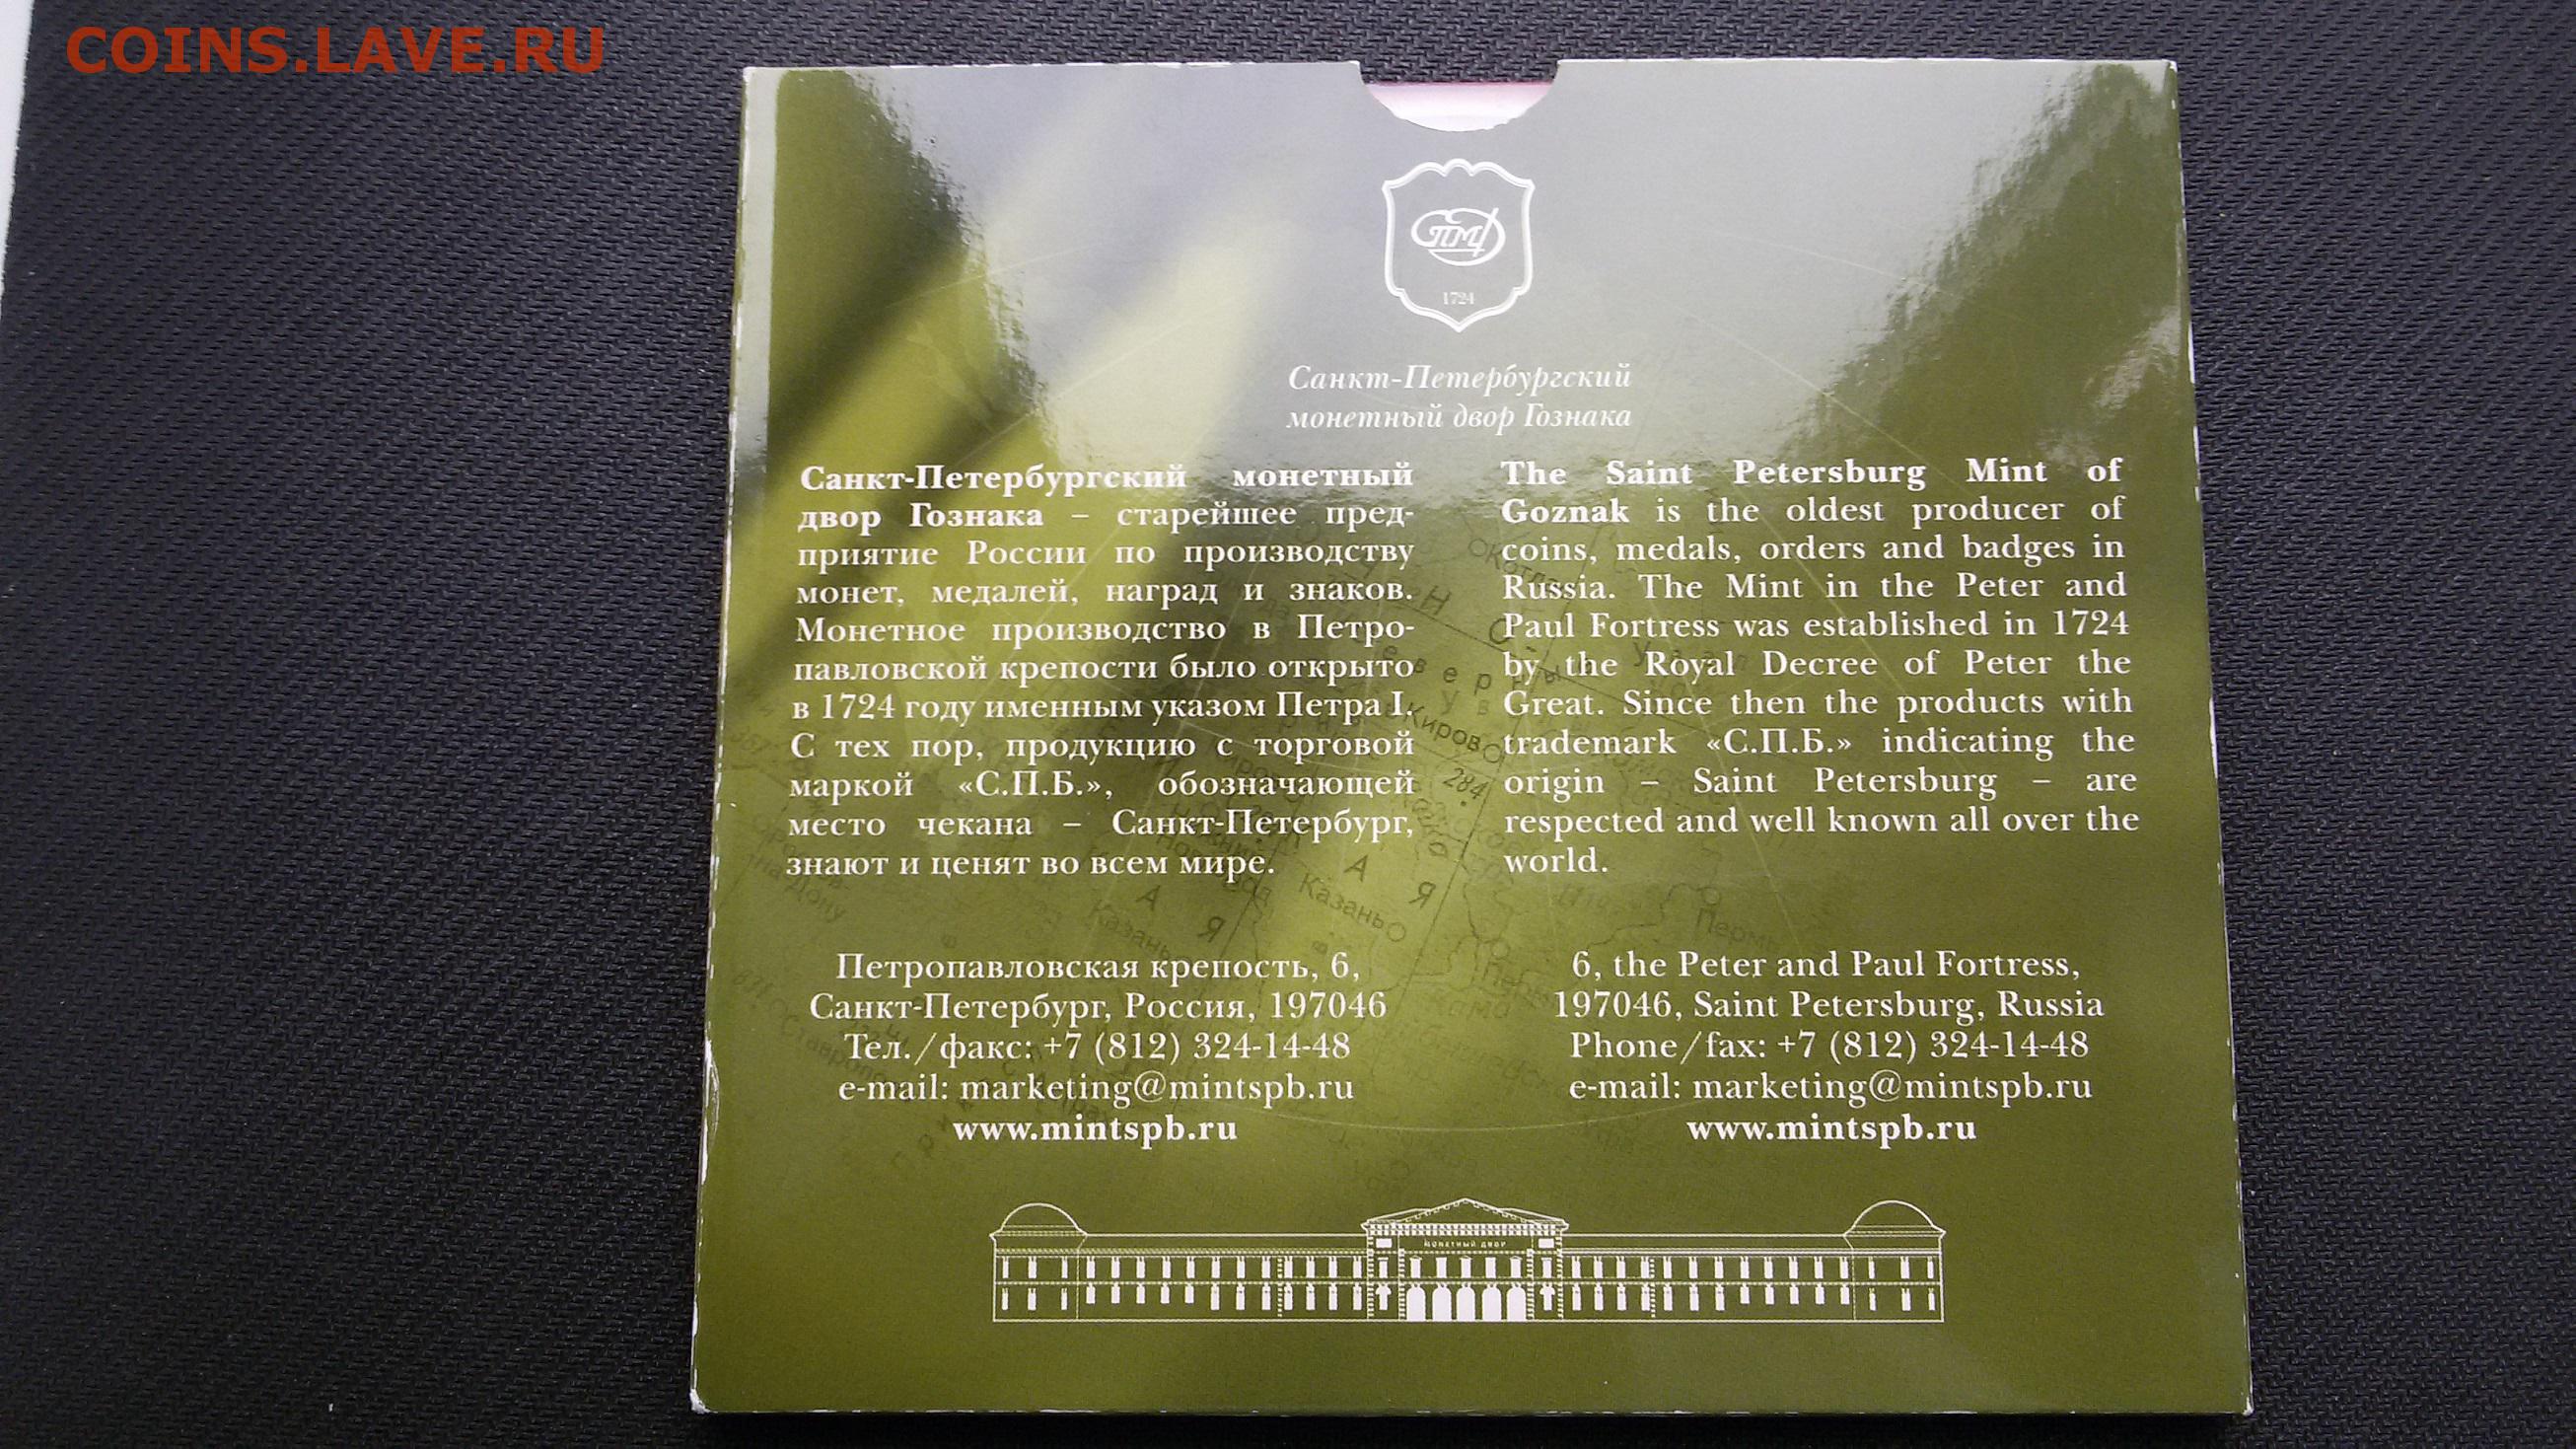 COINS.LAVE.RU
СПМД
1724
Санкт-Петербургский
монетный двор Гознака
Санкт-Петербургский монетный
двор Гознака – старейшее пред-
приятие России по производству
монет, медалей, наград и знаков.
Монетное производство в Петро-
павловской крепости было открыто
в 1724 году именным указом Петра I.
С тех пор, продукцию с торговой
маркой «С.П.Б.», обозначающей
место чекана – Санкт-Петербург,
знают и ценят во всем мире.
Петропавловская крепость, 6,
Санкт-Петербург, Россия, 197046
Тел./факс: +7 (812) 324-14-48
e-mail: marketing@mintspb.ru
www.mintspb.ru
The Saint Petersburg Mint of
Goznak is the oldest producer of
coins, medals, orders and badges in
Russia. The Mint in the Peter and
Paul Fortress was established in 1724
by the Royal Decree of Peter the
Great. Since then the products with
trademark «С.П.Б.» indicating the
origin – Saint Petersburg – are
respected and well known all over the
world.
6, the Peter and Paul Fortress,
197046, Saint Petersburg, Russia
Phone/fax: +7 (812) 324-14-48
e-mail: marketing@mintspb.ru
www.mintspb.ru
Киров
284
Казань
Казань
Пермь
МОНЕТНЫЙ ДВОР